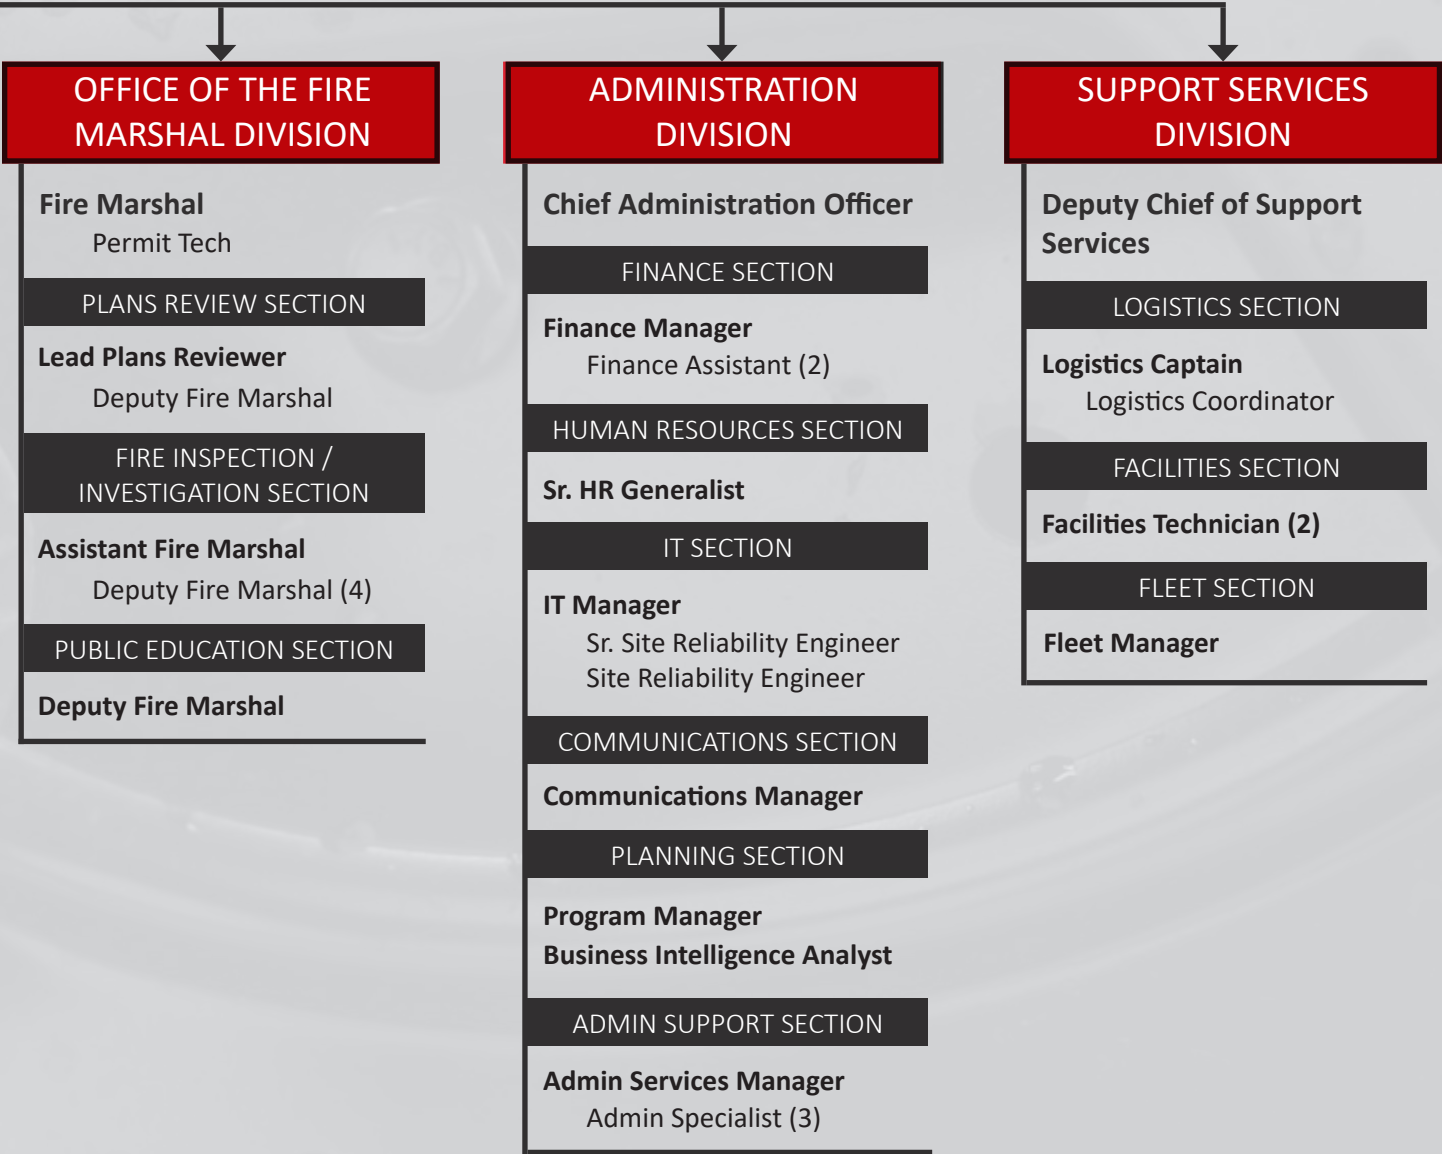 OFFICE OF THE FIRE
MARSHAL DIVISION
Fire Marshal
Permit Tech
PLANS REVIEW SECTION
Lead Plans Reviewer
Deputy Fire Marshal
FIRE INSPECTION /
INVESTIGATION SECTION
Assistant Fire Marshal
Deputy Fire Marshal (4)
PUBLIC EDUCATION SECTION
Deputy Fire Marshal
ADMINISTRATION
DIVISION
Chief Administration Officer
FINANCE SECTION
Finance Manager
Finance Assistant (2)
HUMAN RESOURCES SECTION
Sr. HR Generalist
IT SECTION
IT Manager
Sr. Site Reliability Engineer
Site Reliability Engineer
COMMUNICATIONS SECTION
Communications Manager
PLANNING SECTION
Program Manager
Business Intelligence Analyst
ADMIN SUPPORT SECTION
Admin Services Manager
Admin Specialist (3)
SUPPORT SERVICES
DIVISION
Deputy Chief of Support
Services
LOGISTICS SECTION
Logistics Captain
Logistics Coordinator
FACILITIES SECTION
Facilities Technician (2)
FLEET SECTION
Fleet Manager